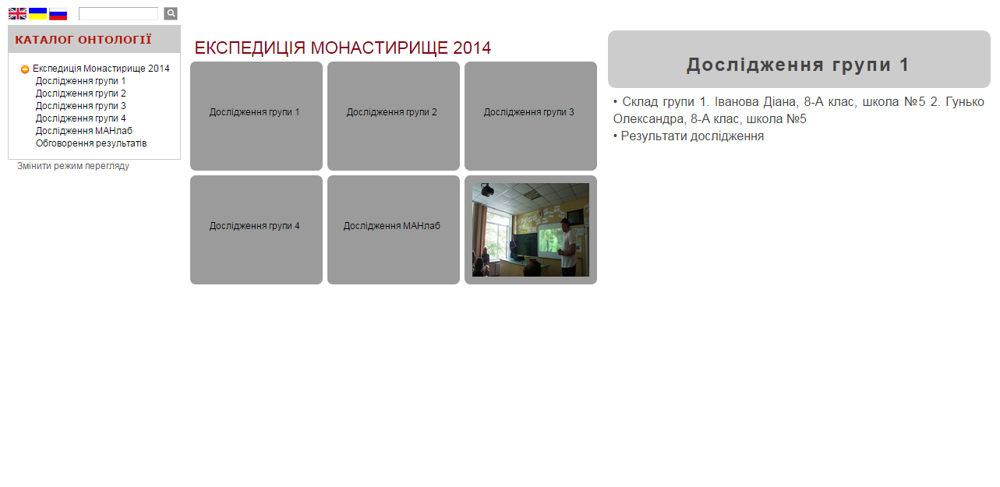 КАТАЛОГ ОНТОЛОГІЇ
Експедиція Монастирище 2014
Дослідження групи 1
Дослідження групи 2
Дослідження групи 3
Дослідження групи 4
Дослідження МАНлаб
Обговорення результатів
Змінити режим перегляду
ЕКСПЕДИЦІЯ МОНАСТИРИЩЕ 2014
Дослідження групи 1
Дослідження групи 2
Дослідження групи 3
Дослідження групи 4
Дослідження МАНлаб
Дослідження групи 1
• Склад групи 1. Іванова Діана, 8-А клас, школа №5 2. Гунько
Олександра, 8-А клас, школа №5
• Результати дослідження